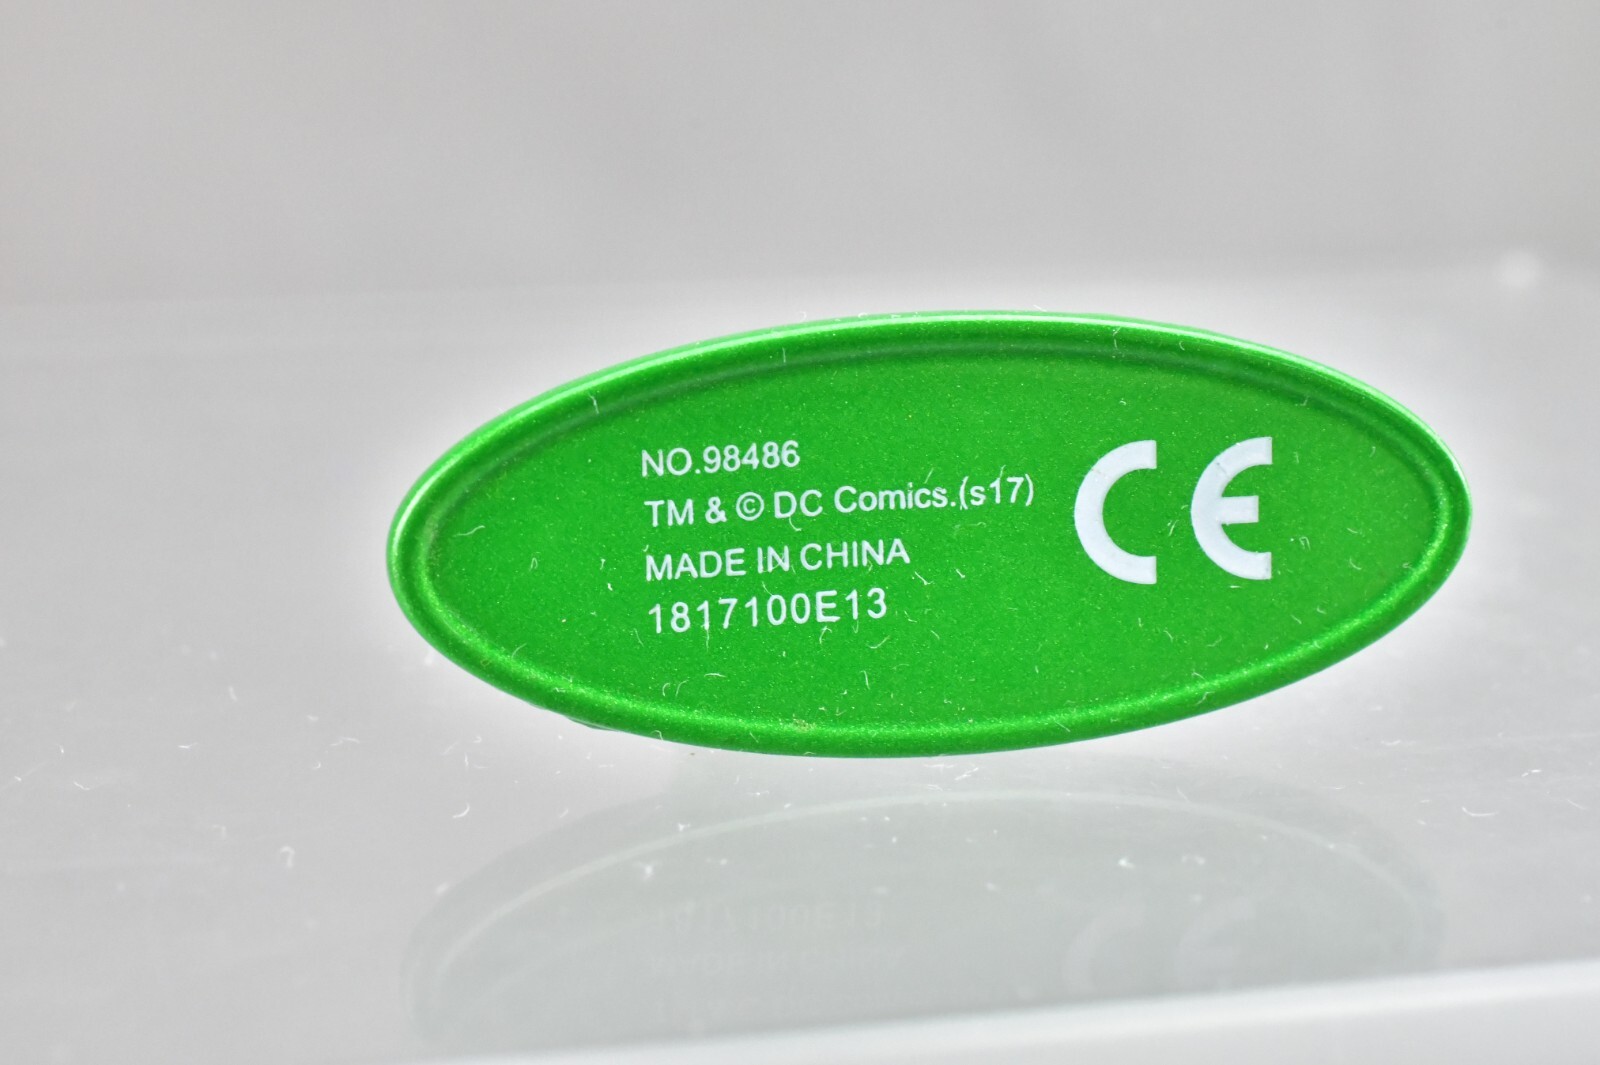 NO.98486
TM & © DC Comics.(s17)
MADE IN CHINA
1817100E13
CE